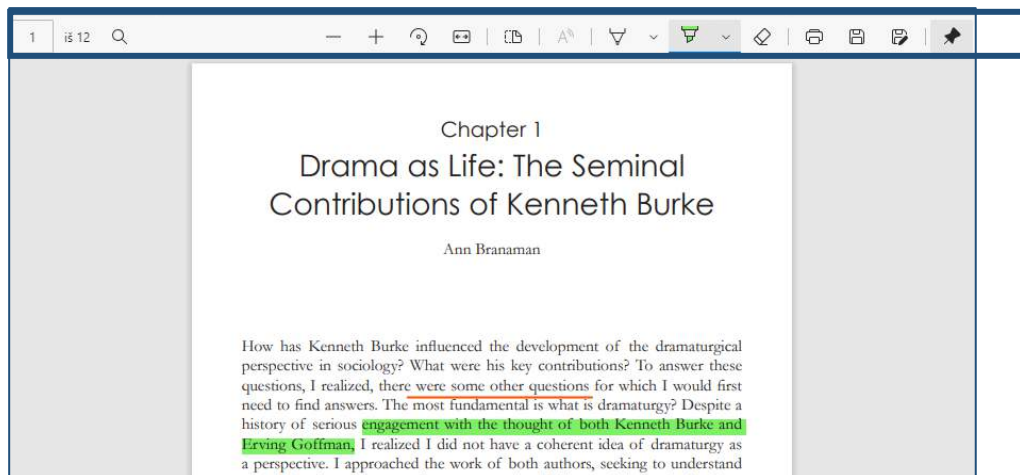 1 iš 12
Chapter 1
Drama as Life: The Seminal
Contributions of Kenneth Burke
Ann Branaman
How has Kenneth Burke influenced the development of the dramaturgical
perspective in sociology? What were his key contributions? To answer these
questions, I realized, there were some other questions for which I would first
need to find answers. The most fundamental is what is dramaturgy? Despite a
history of serious engagement with the thought of both Kenneth Burke and
Erving Goffman, I realized I did not have a coherent idea of dramaturgy as
a perspective. I approached the work of both authors, seeking to understand